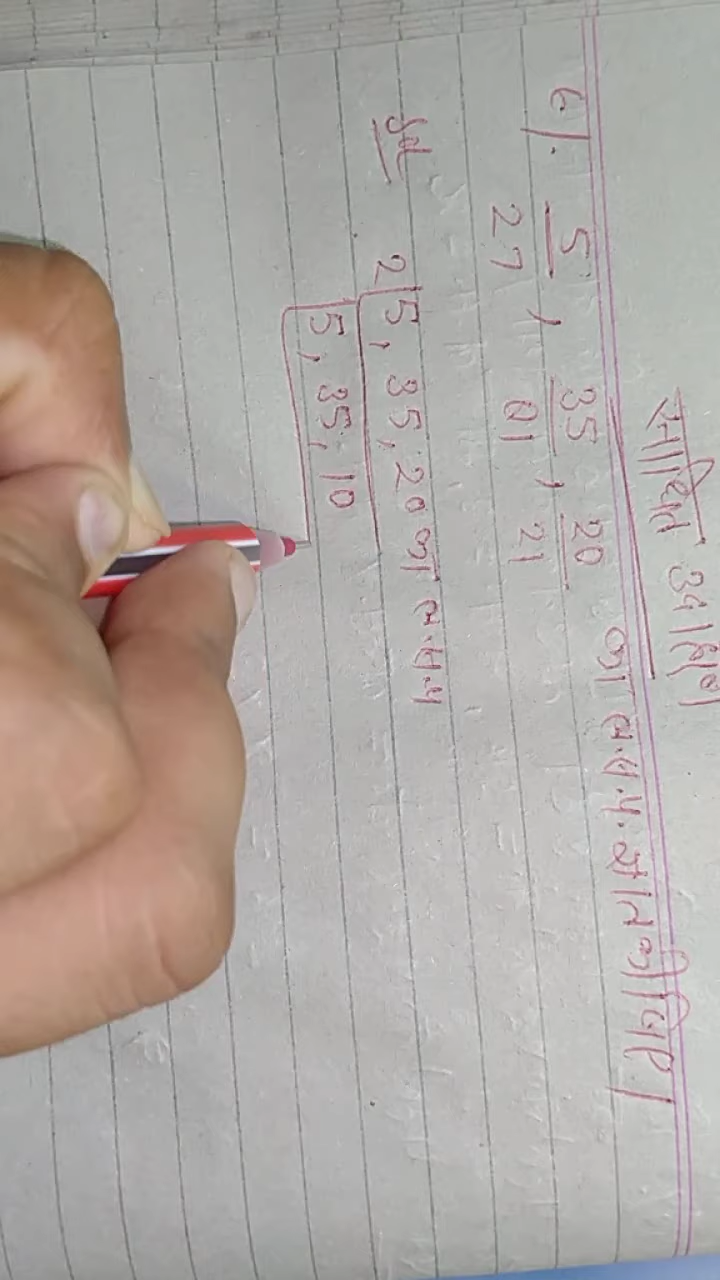 साधित उदाहरण
6). 5/27, 35/81, 20/21 का ल.स.प. ज्ञात कीजिए।
हल 2|5, 35, 20 का ल.स.प
5, 35, 10